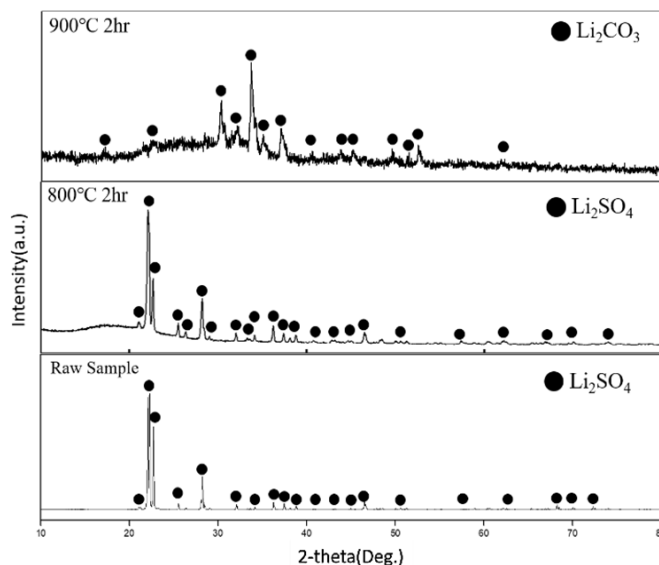 900℃ 2hr
Li₂CO₃
800℃ 2hr
Li₂SO₄
Raw Sample
Li₂SO₄
Intensity(a.u.)
10 20 30 40 50 60 70 80
2-theta(Deg.)